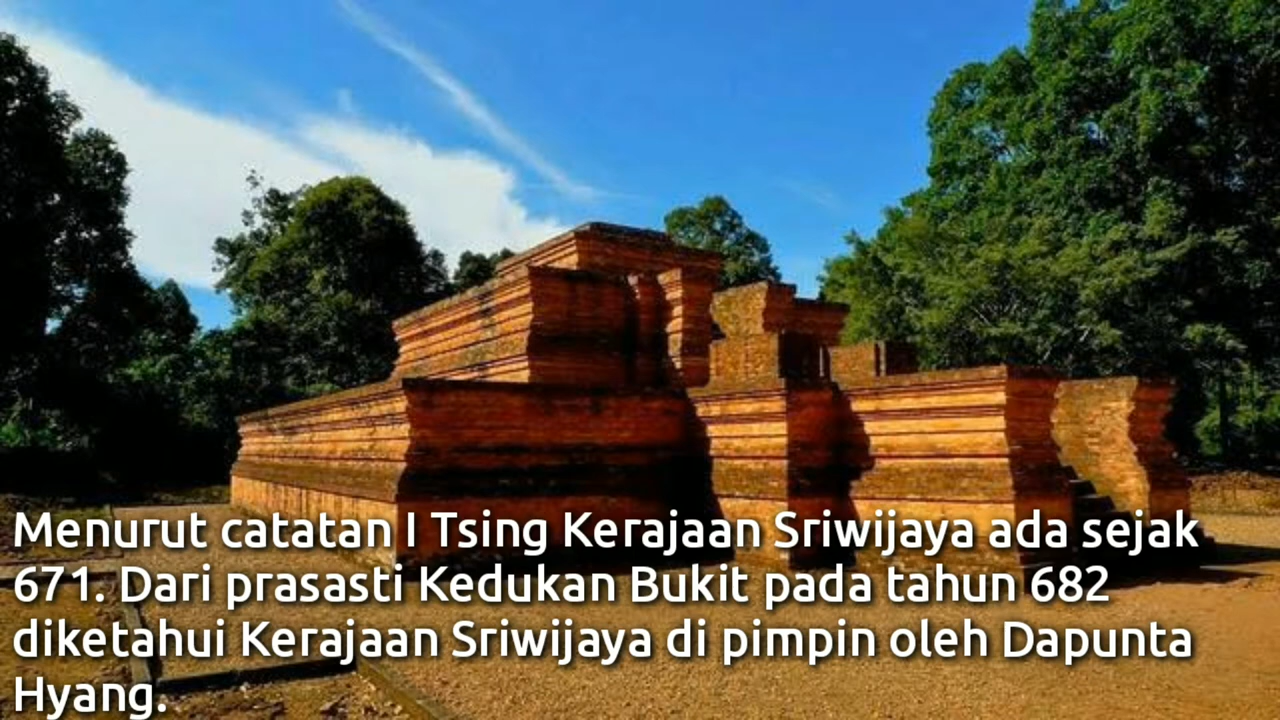 Menurut catatan I Tsing Kerajaan Sriwijaya ada sejak
671. Dari prasasti Kedukan Bukit pada tahun 682
diketahui Kerajaan Sriwijaya di pimpin oleh Dapunta
Hyang.